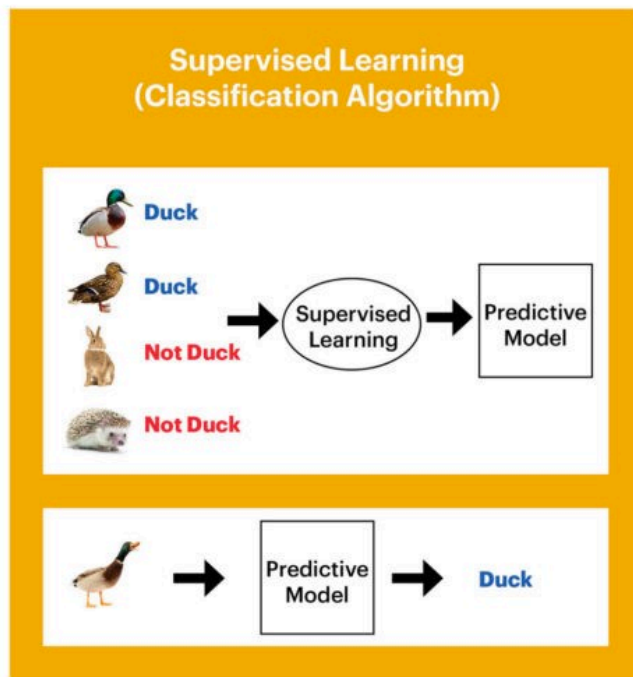 Supervised Learning
(Classification Algorithm)
Duck
Duck
Not Duck
Not Duck
Supervised
Learning
Predictive
Model
Predictive
Model
Duck